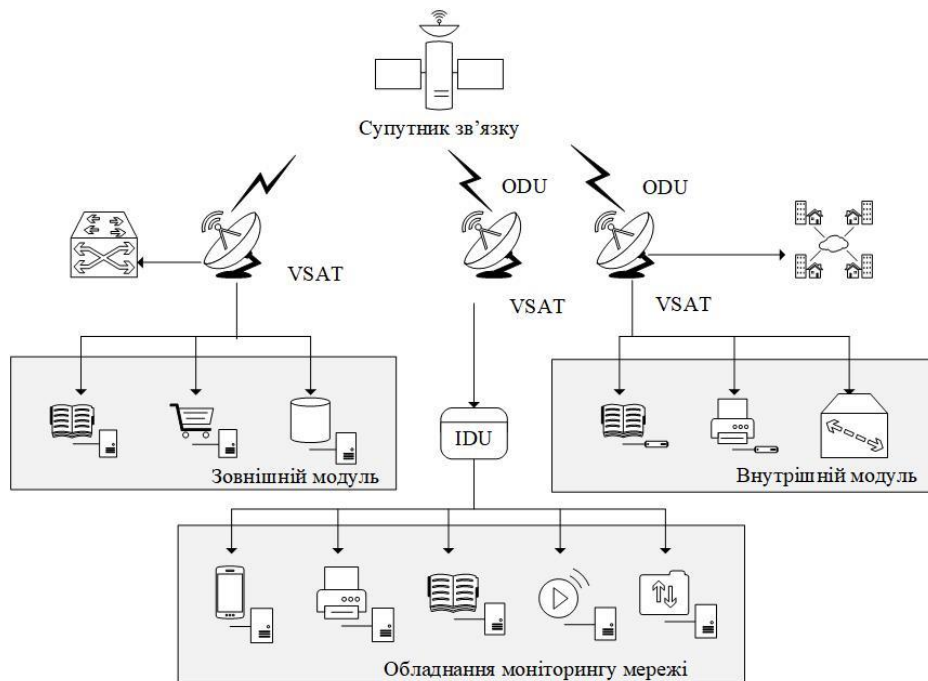 Супутник зв’язку
ODU
ODU
VSAT
VSAT
VSAT
IDU
Зовнішній модуль
Внутрішній модуль
Обладнання моніторингу мережі